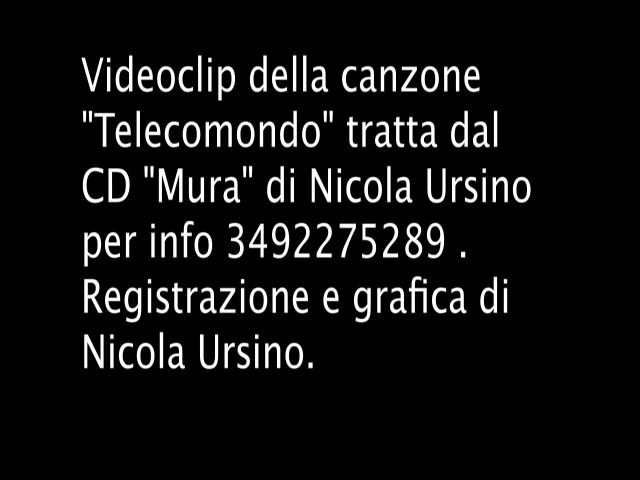 Videoclip della canzone
"Telecomondo" tratta dal
CD "Mura" di Nicola Ursino
per info 3492275289 .
Registrazione e grafica di
Nicola Ursino.